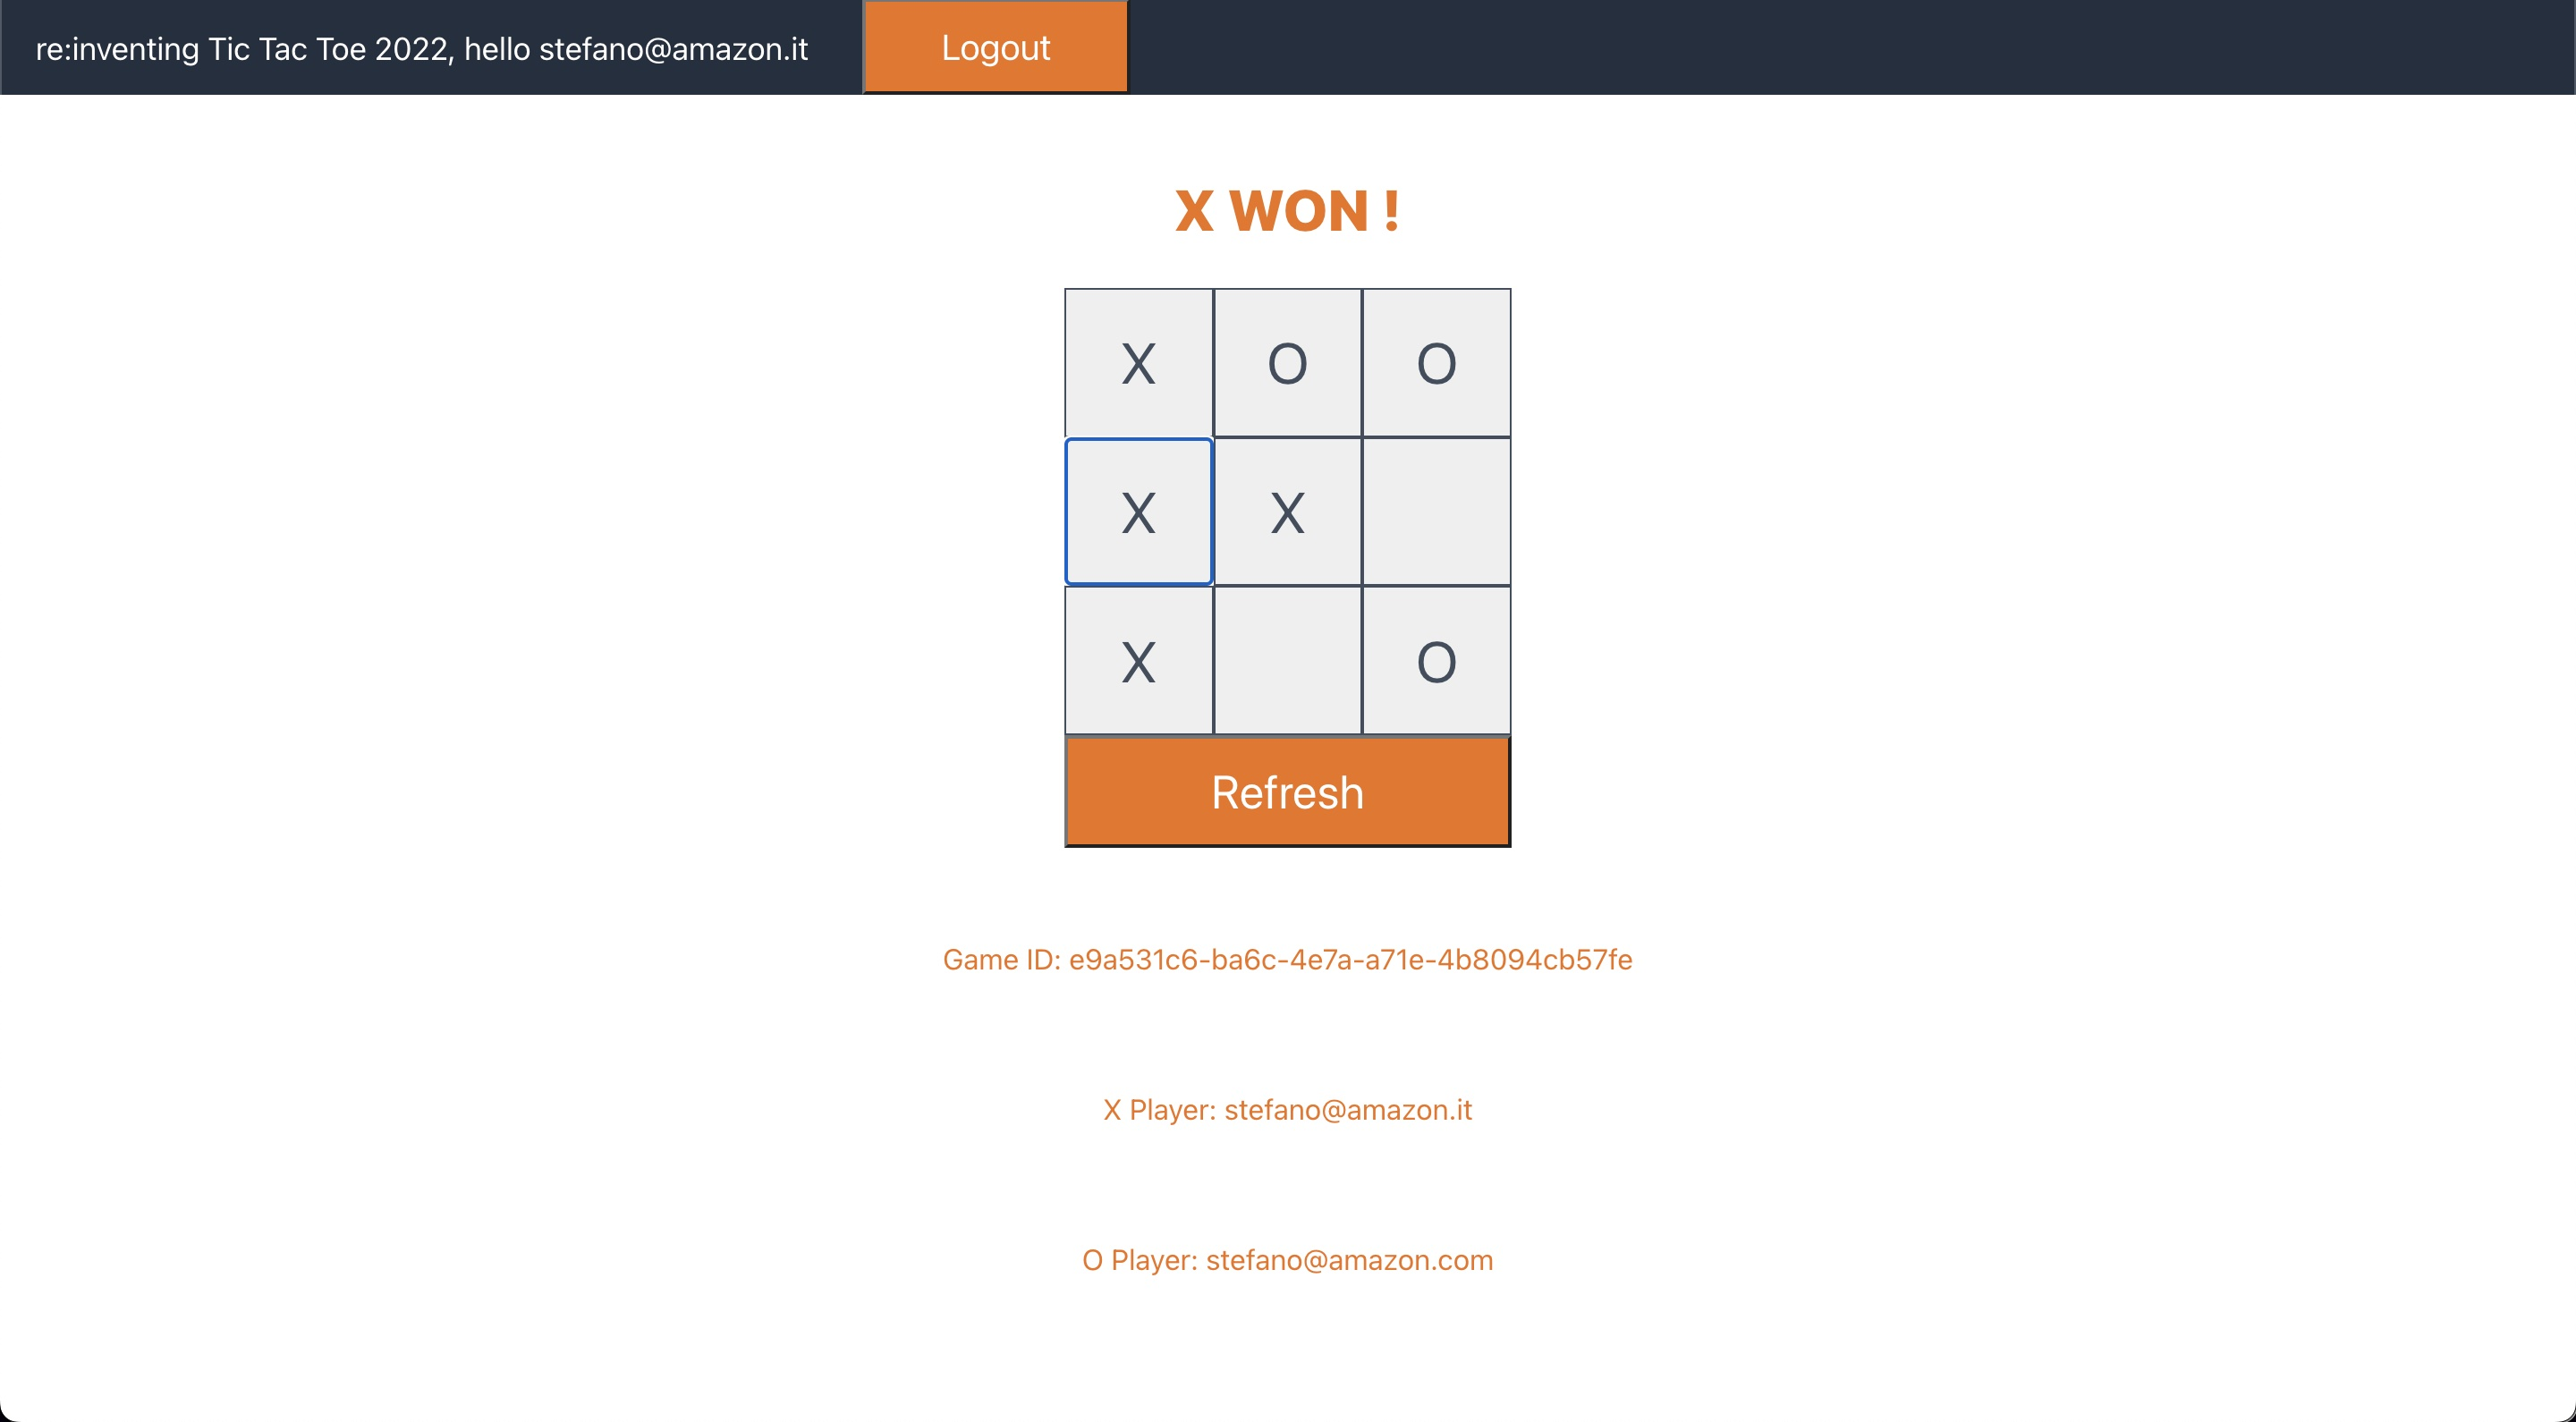 re:inventing Tic Tac Toe 2022, hello stefano@amazon.it Logout
X WON !
X O O
X X
X O
Refresh
Game ID: e9a531c6-ba6c-4e7a-a71e-4b8094cb57fe
X Player: stefano@amazon.it
O Player: stefano@amazon.com